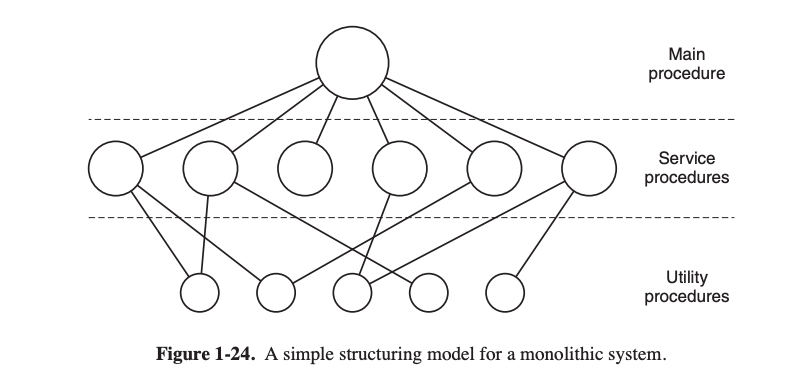 Main
procedure
Service
procedures
Utility
procedures
Figure 1-24. A simple structuring model for a monolithic system.